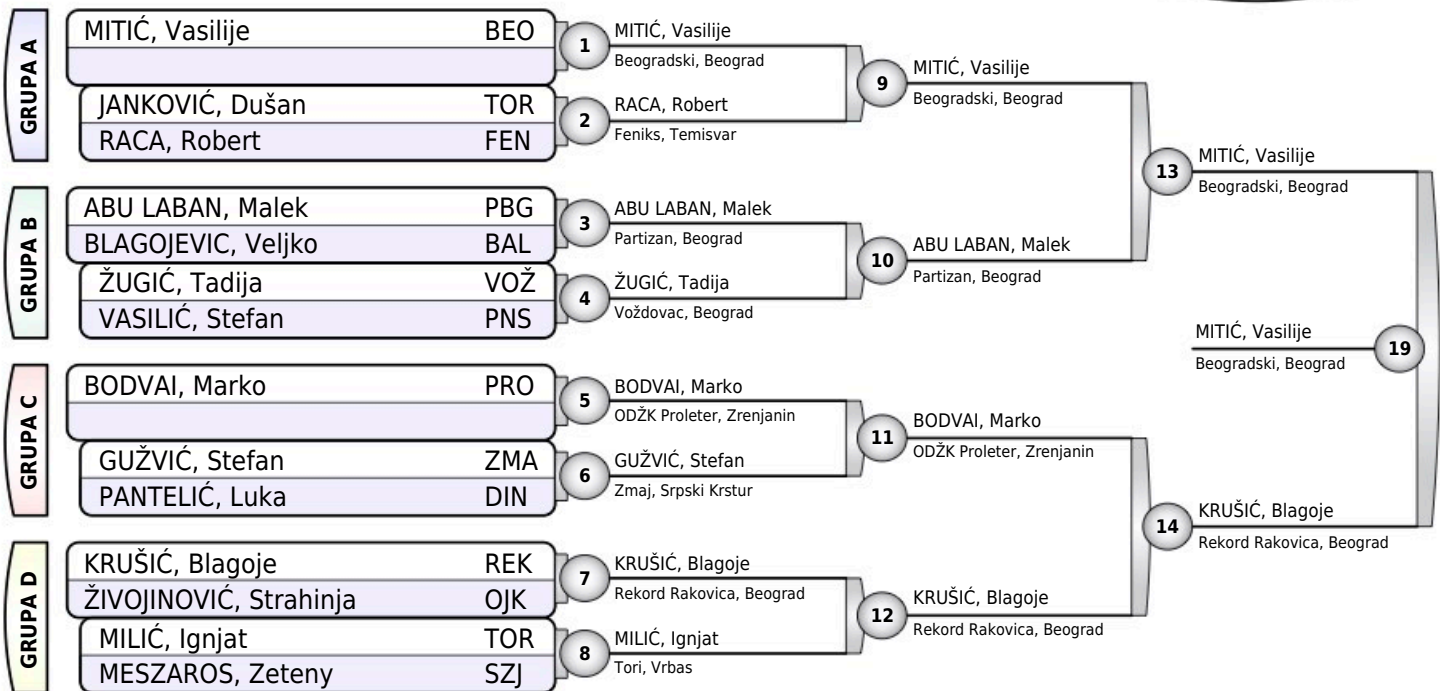 GRUPA A
MITIĆ, Vasilije BEO
JANKOVIĆ, Dušan TOR
RACA, Robert FEN
GRUPA B
ABU LABAN, Malek PBG
BLAGOJEVIC, Veljko BAL
ŽUGIĆ, Tadija VOŽ
VASILIĆ, Stefan PNS
GRUPA C
BODVAI, Marko PRO
GUŽVIĆ, Stefan ZMA
PANTELIĆ, Luka DIN
GRUPA D
KRUŠIĆ, Blagoje REK
ŽIVOJINOVIĆ, Strahinja OJK
MILIĆ, Ignjat TOR
MESZAROS, Zeteny SZJ
1
MITIĆ, Vasilije
Beogradski, Beograd
2
RACA, Robert
Feniks, Temisvar
3
ABU LABAN, Malek
Partizan, Beograd
4
ŽUGIĆ, Tadija
Voždovac, Beograd
5
BODVAI, Marko
ODŽK Proleter, Zrenjanin
6
GUŽVIĆ, Stefan
Zmaj, Srpski Krstur
7
KRUŠIĆ, Blagoje
Rekord Rakovica, Beograd
8
MILIĆ, Ignjat
Tori, Vrbas
9
MITIĆ, Vasilije
Beogradski, Beograd
10
ABU LABAN, Malek
Partizan, Beograd
11
BODVAI, Marko
ODŽK Proleter, Zrenjanin
12
KRUŠIĆ, Blagoje
Rekord Rakovica, Beograd
13
MITIĆ, Vasilije
Beogradski, Beograd
14
KRUŠIĆ, Blagoje
Rekord Rakovica, Beograd
MITIĆ, Vasilije
Beogradski, Beograd
19